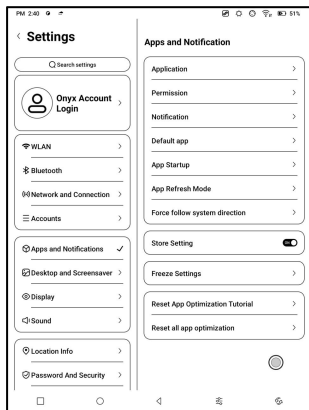 PM 2:40
51%
Settings
Search settings
Onyx Account
Login
WLAN
Bluetooth
Network and Connection
Accounts
Apps and Notifications
Desktop and Screensaver
Display
Sound
Location Info
Password And Security
Apps and Notification
Application
Permission
Notification
Default app
App Startup
App Refresh Mode
Force follow system direction
Store Setting
Freeze Settings
Reset App Optimization Tutorial
Reset all app optimization